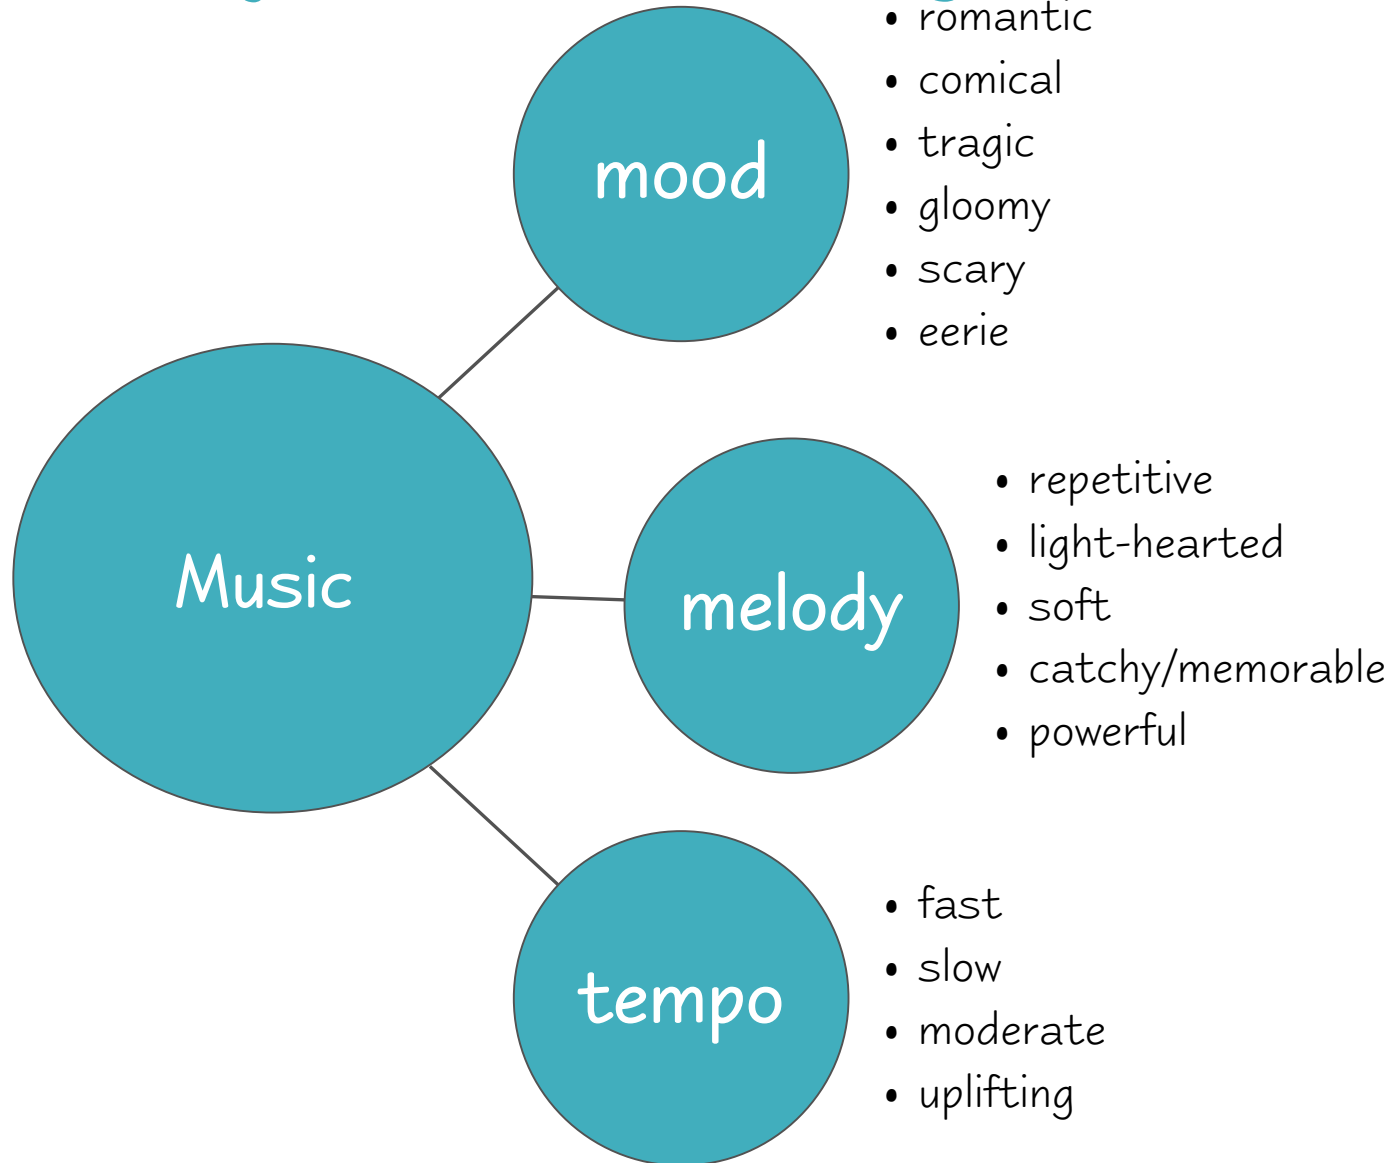 mood
• romantic
• comical
• tragic
• gloomy
• scary
• eerie
Music
melody
• repetitive
• light-hearted
• soft
• catchy/memorable
• powerful
tempo
• fast
• slow
• moderate
• uplifting